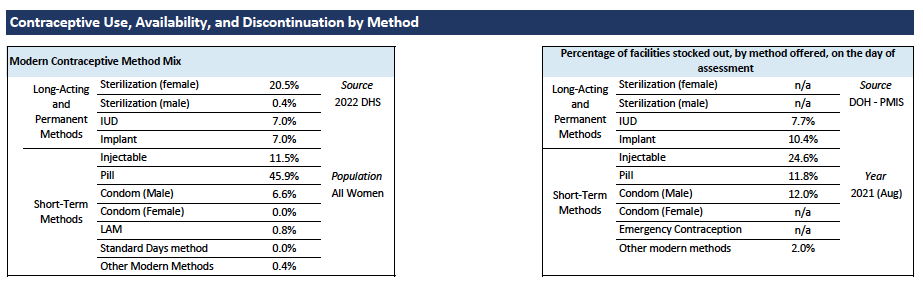 Contraceptive Use, Availability, and Discontinuation by Method
Modern Contraceptive Method Mix
Long-Acting and Permanent Methods
Sterilization (female) 20.5%
Sterilization (male) 0.4%
IUD 7.0%
Implant 7.0%
Short-Term Methods
Injectable 11.5%
Pill 45.9%
Condom (Male) 6.6%
Condom (Female) 0.0%
LAM 0.8%
Standard Days method 0.0%
Other Modern Methods 0.4%
Source
2022 DHS
Population
All Women
Percentage of facilities stocked out, by method offered, on the day of
assessment
Long-Acting and Permanent Methods
Sterilization (female) n/a
Sterilization (male) n/a
IUD 7.7%
Implant 10.4%
Short-Term Methods
Injectable 24.6%
Pill 11.8%
Condom (Male) 12.0%
Condom (Female) n/a
Emergency Contraception n/a
Other modern methods 2.0%
Source
DOH - PMIS
Year
2021 (Aug)